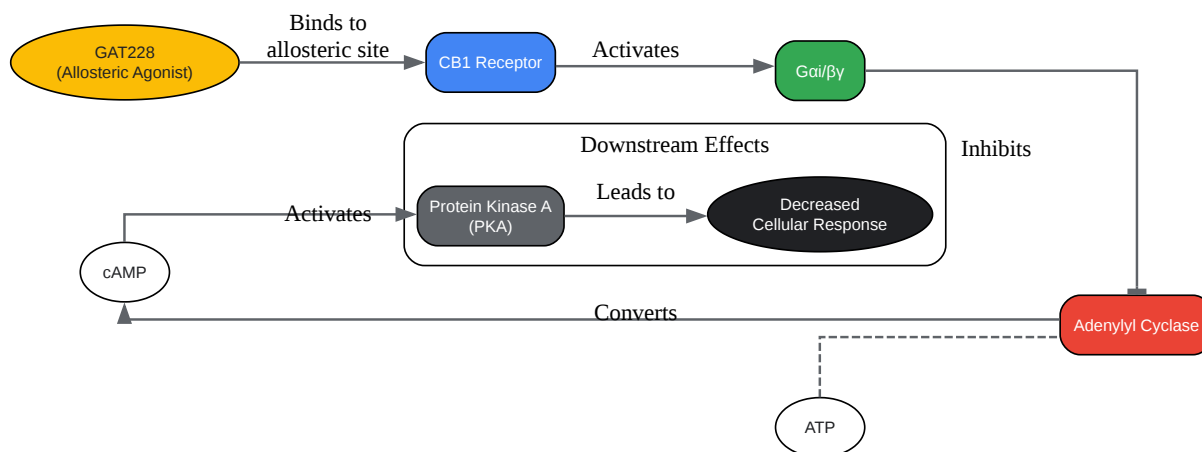 GAT228
(Allosteric Agonist)
Binds to
allosteric site
CB1 Receptor
Activates
Gαi/βγ
Downstream Effects
Inhibits
Activates
Protein Kinase A
(PKA)
Leads to
Decreased
Cellular Response
cAMP
Converts
Adenylyl Cyclase
ATP